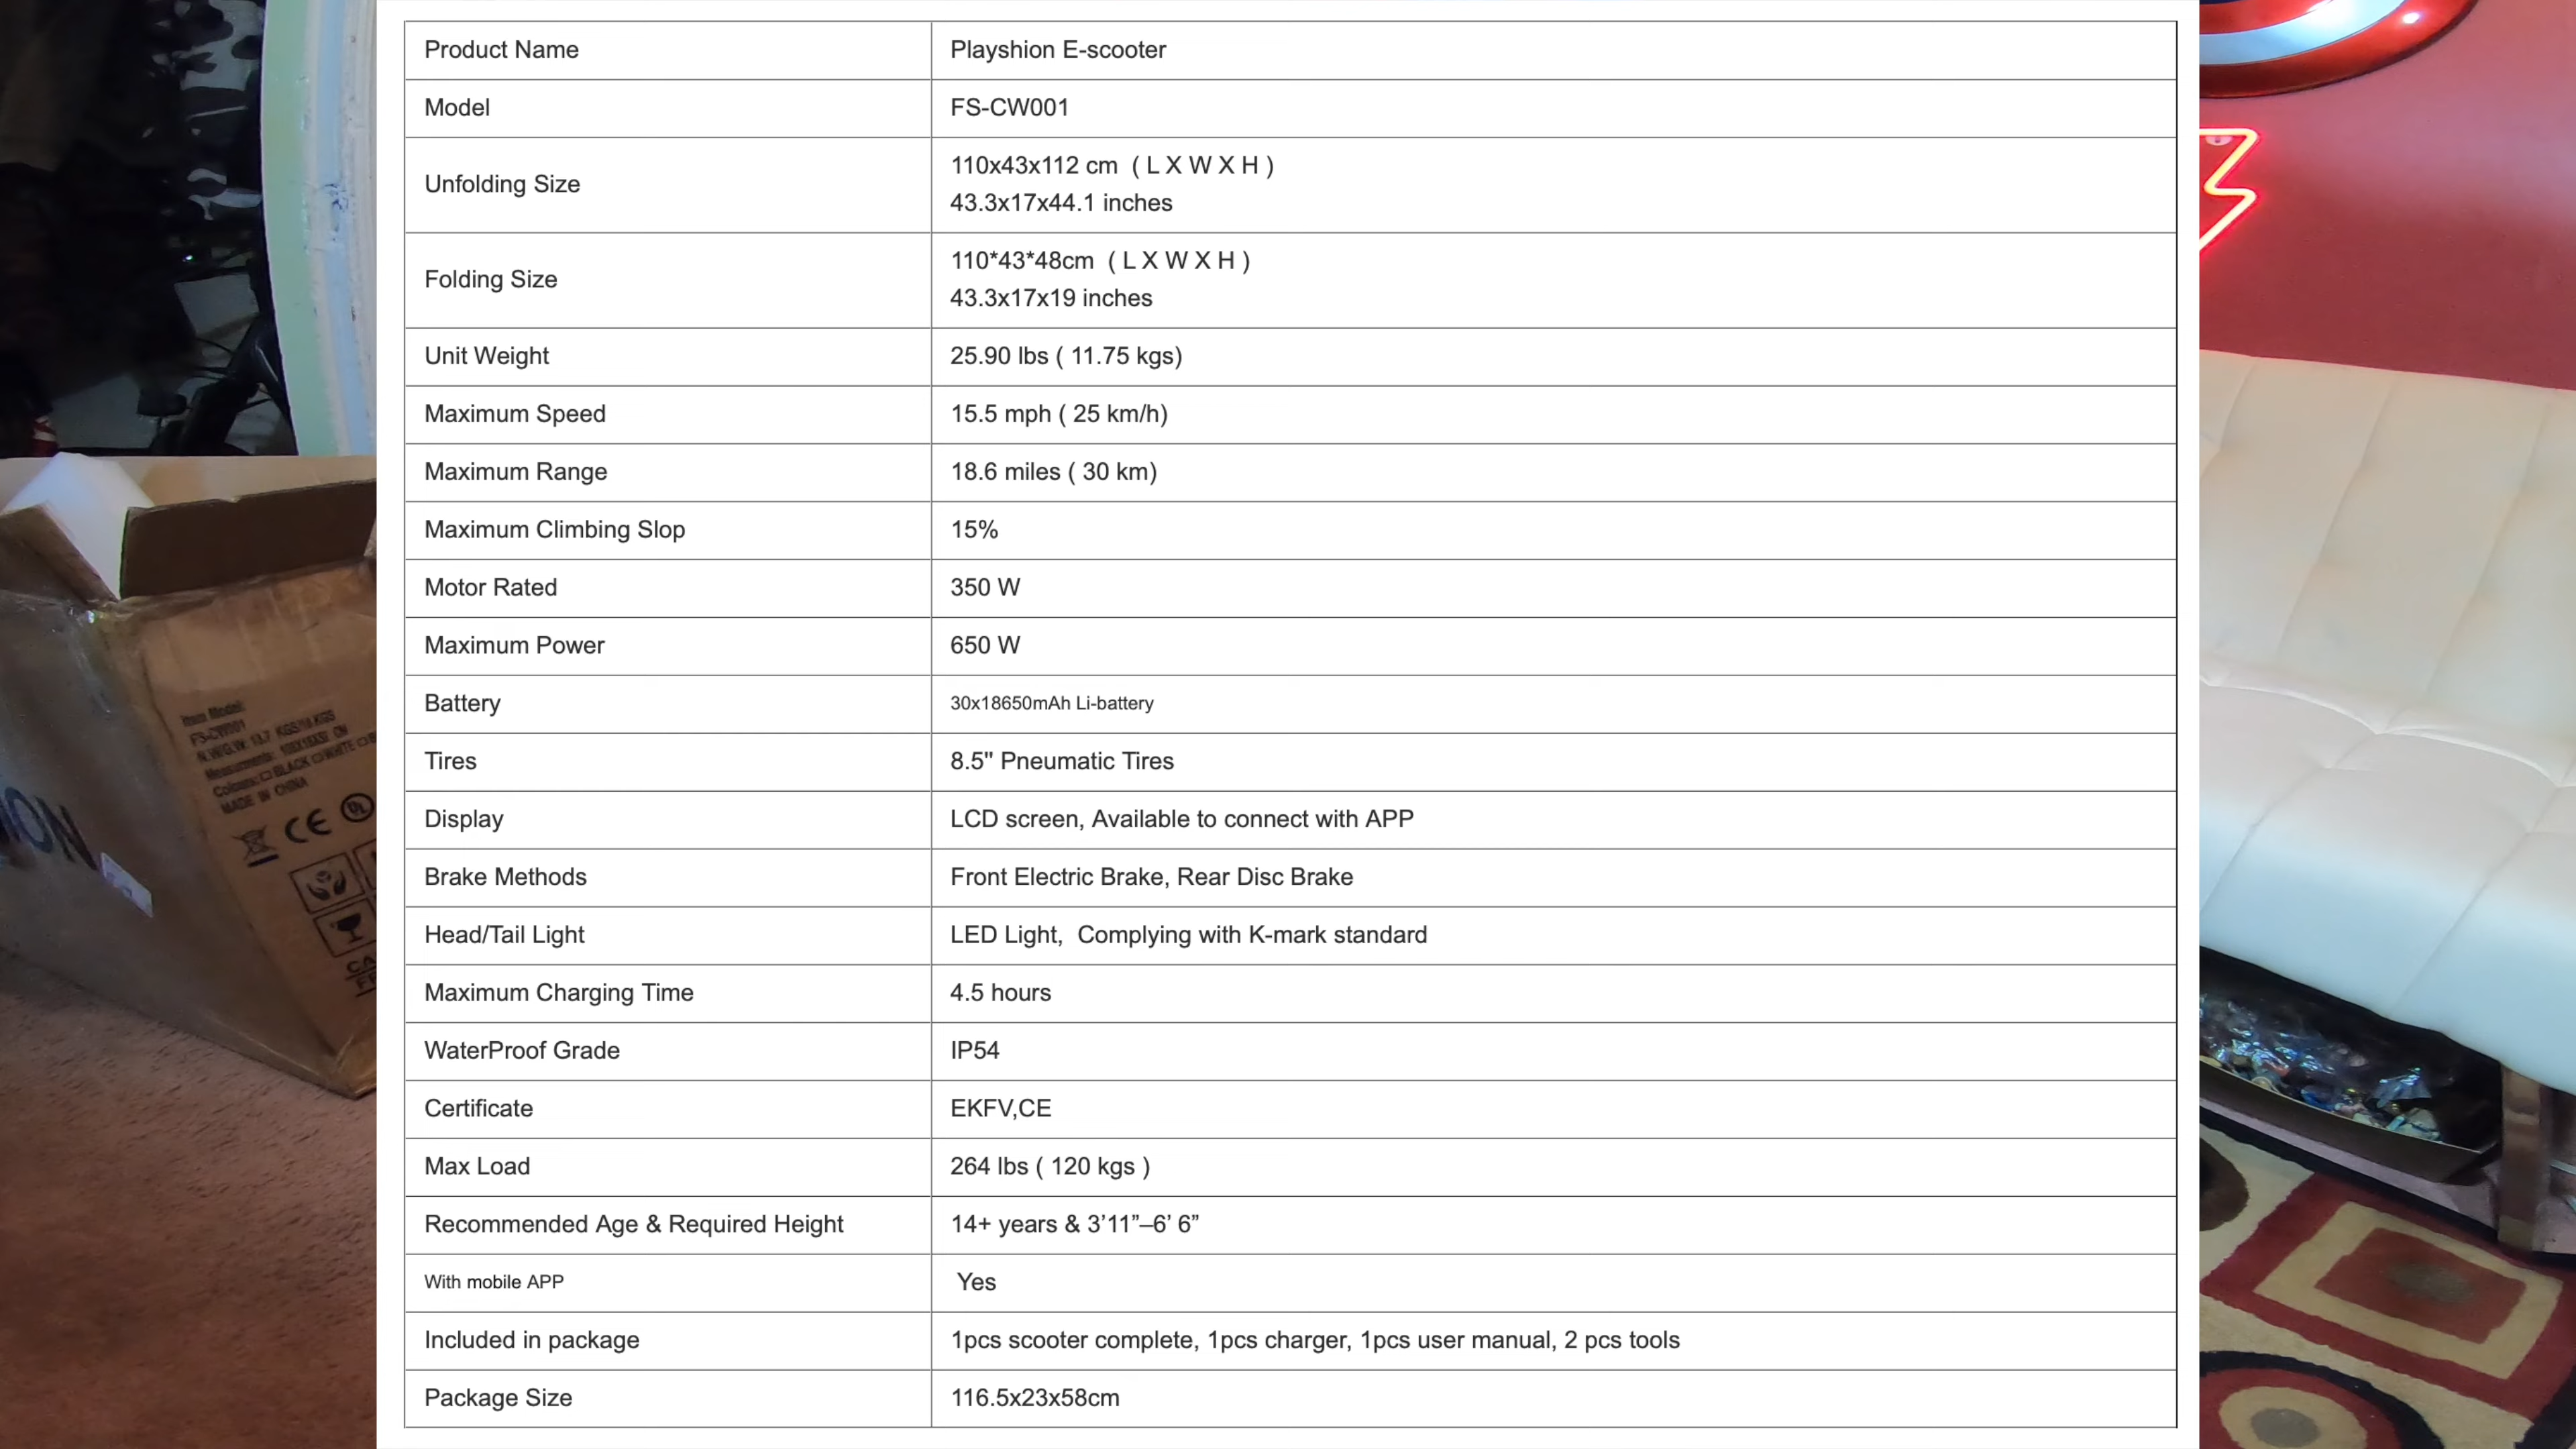 Product Name Playshion E-scooter
Model FS-CW001
Unfolding Size 110x43x112 cm ( L X W X H )
43.3x17x44.1 inches
Folding Size 110*43*48cm ( L X W X H )
43.3x17x19 inches
Unit Weight 25.90 lbs ( 11.75 kgs)
Maximum Speed 15.5 mph ( 25 km/h)
Maximum Range 18.6 miles ( 30 km)
Maximum Climbing Slop 15%
Motor Rated 350 W
Maximum Power 650 W
Battery 30x18650mAh Li-battery
Tires 8.5" Pneumatic Tires
Display LCD screen, Available to connect with APP
Brake Methods Front Electric Brake, Rear Disc Brake
Head/Tail Light LED Light, Complying with K-mark standard
Maximum Charging Time 4.5 hours
WaterProof Grade IP54
Certificate EKFV,CE
Max Load 264 lbs ( 120 kgs )
Recommended Age & Required Height 14+ years & 3’11”–6’ 6”
With mobile APP Yes
Included in package 1pcs scooter complete, 1pcs charger, 1pcs user manual, 2 pcs tools
Package Size 116.5x23x58cm
Item Model:
FS-CW001
MADE IN CHINA
CE UL
ION